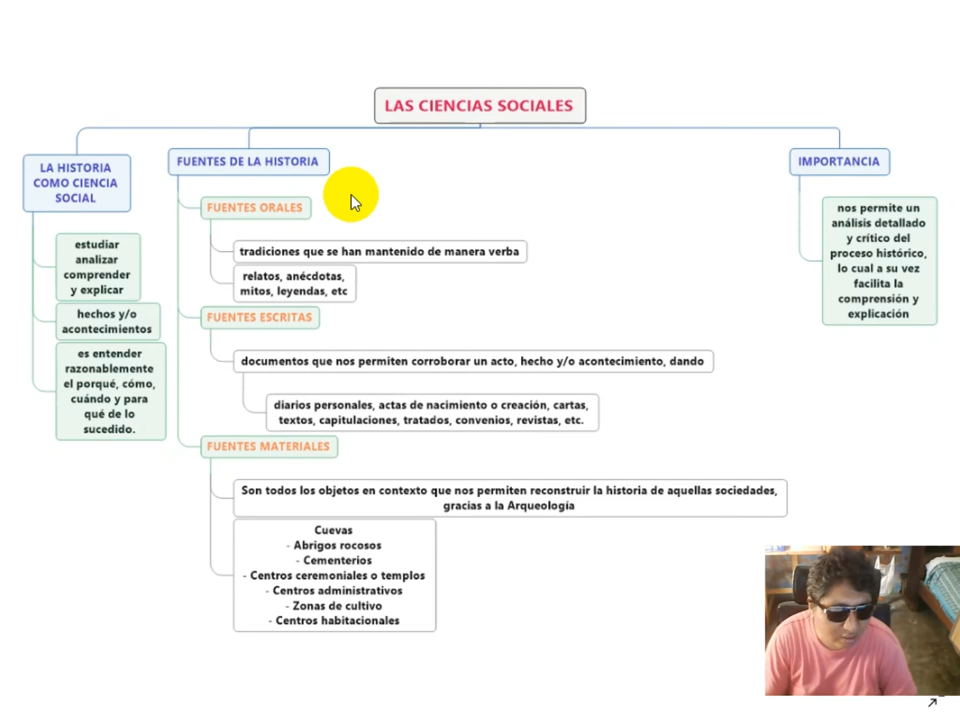 LAS CIENCIAS SOCIALES
LA HISTORIA
COMO CIENCIA
SOCIAL
estudiar
analizar
comprender
y explicar
hechos y/o
acontecimientos
es entender
razonablemente
el porqué, cómo,
cuándo y para
qué de lo
sucedido.
FUENTES DE LA HISTORIA
FUENTES ORALES
tradiciones que se han mantenido de manera verba
relatos, anécdotas,
mitos, leyendas, etc
FUENTES ESCRITAS
documentos que nos permiten corroborar un acto, hecho y/o acontecimiento, dando
diarios personales, actas de nacimiento o creación, cartas,
textos, capitulaciones, tratados, convenios, revistas, etc.
FUENTES MATERIALES
Son todos los objetos en contexto que nos permiten reconstruir la historia de aquellas sociedades,
gracias a la Arqueología
Cuevas
- Abrigos rocosos
- Cementerios
- Centros ceremoniales o templos
- Centros administrativos
- Zonas de cultivo
- Centros habitacionales
IMPORTANCIA
nos permite un
análisis detallado
y crítico del
proceso histórico,
lo cual a su vez
facilita la
comprensión y
explicación